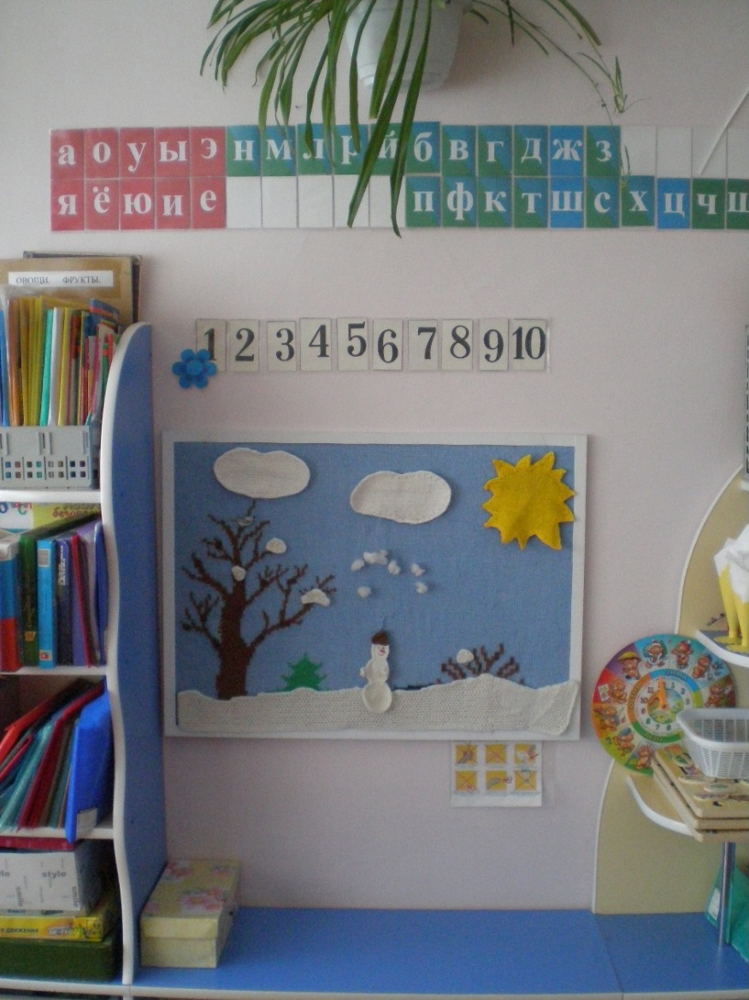 а о у ы э н м л р й б в г д ж з
я ё ю и е п ф к т ш с х ц ч щ
ОВОЩИ. ФРУКТЫ.
1 2 3 4 5 6 7 8 9 10
style